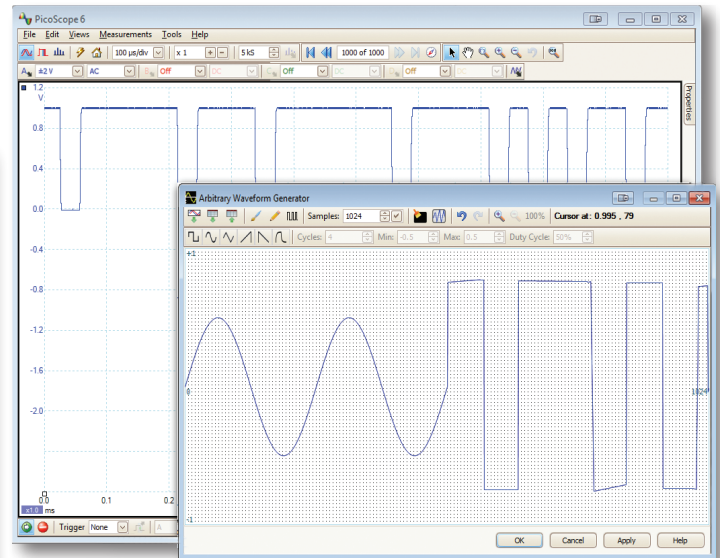 PicoScope 6
File Edit Views Measurements Tools Help
100 µs/div x 1 5 kS 1000 of 1000
A ±2 V AC Off DC Off DC Off DC
Properties
1.2
V
0.8
0.4
0.0
-0.4
-0.8
-1.2
-1.6
-2.0
0.0 0.1 0.2
x1.0 ms
Trigger None A
Arbitrary Waveform Generator
Samples: 1024 100% Cursor at: 0.995 , 79
Cycles: 4 Min: -0.5 Max: 0.5 Duty Cycle: 50%
+1
0 1024
-1
OK Cancel Apply Help